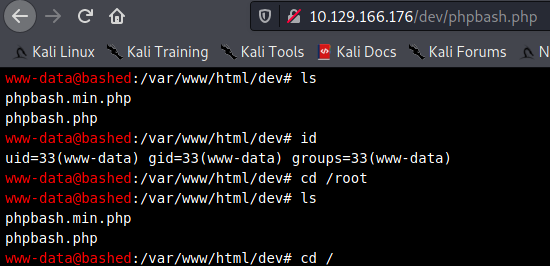 10.129.166.176/dev/phpbash.php
Kali Linux Kali Training Kali Tools Kali Docs Kali Forums N
www-data@bashed:/var/www/html/dev# ls
phpbash.min.php
phpbash.php
www-data@bashed:/var/www/html/dev# id
uid=33(www-data) gid=33(www-data) groups=33(www-data)
www-data@bashed:/var/www/html/dev# cd /root
www-data@bashed:/var/www/html/dev# ls
phpbash.min.php
phpbash.php
www-data@bashed:/var/www/html/dev# cd /